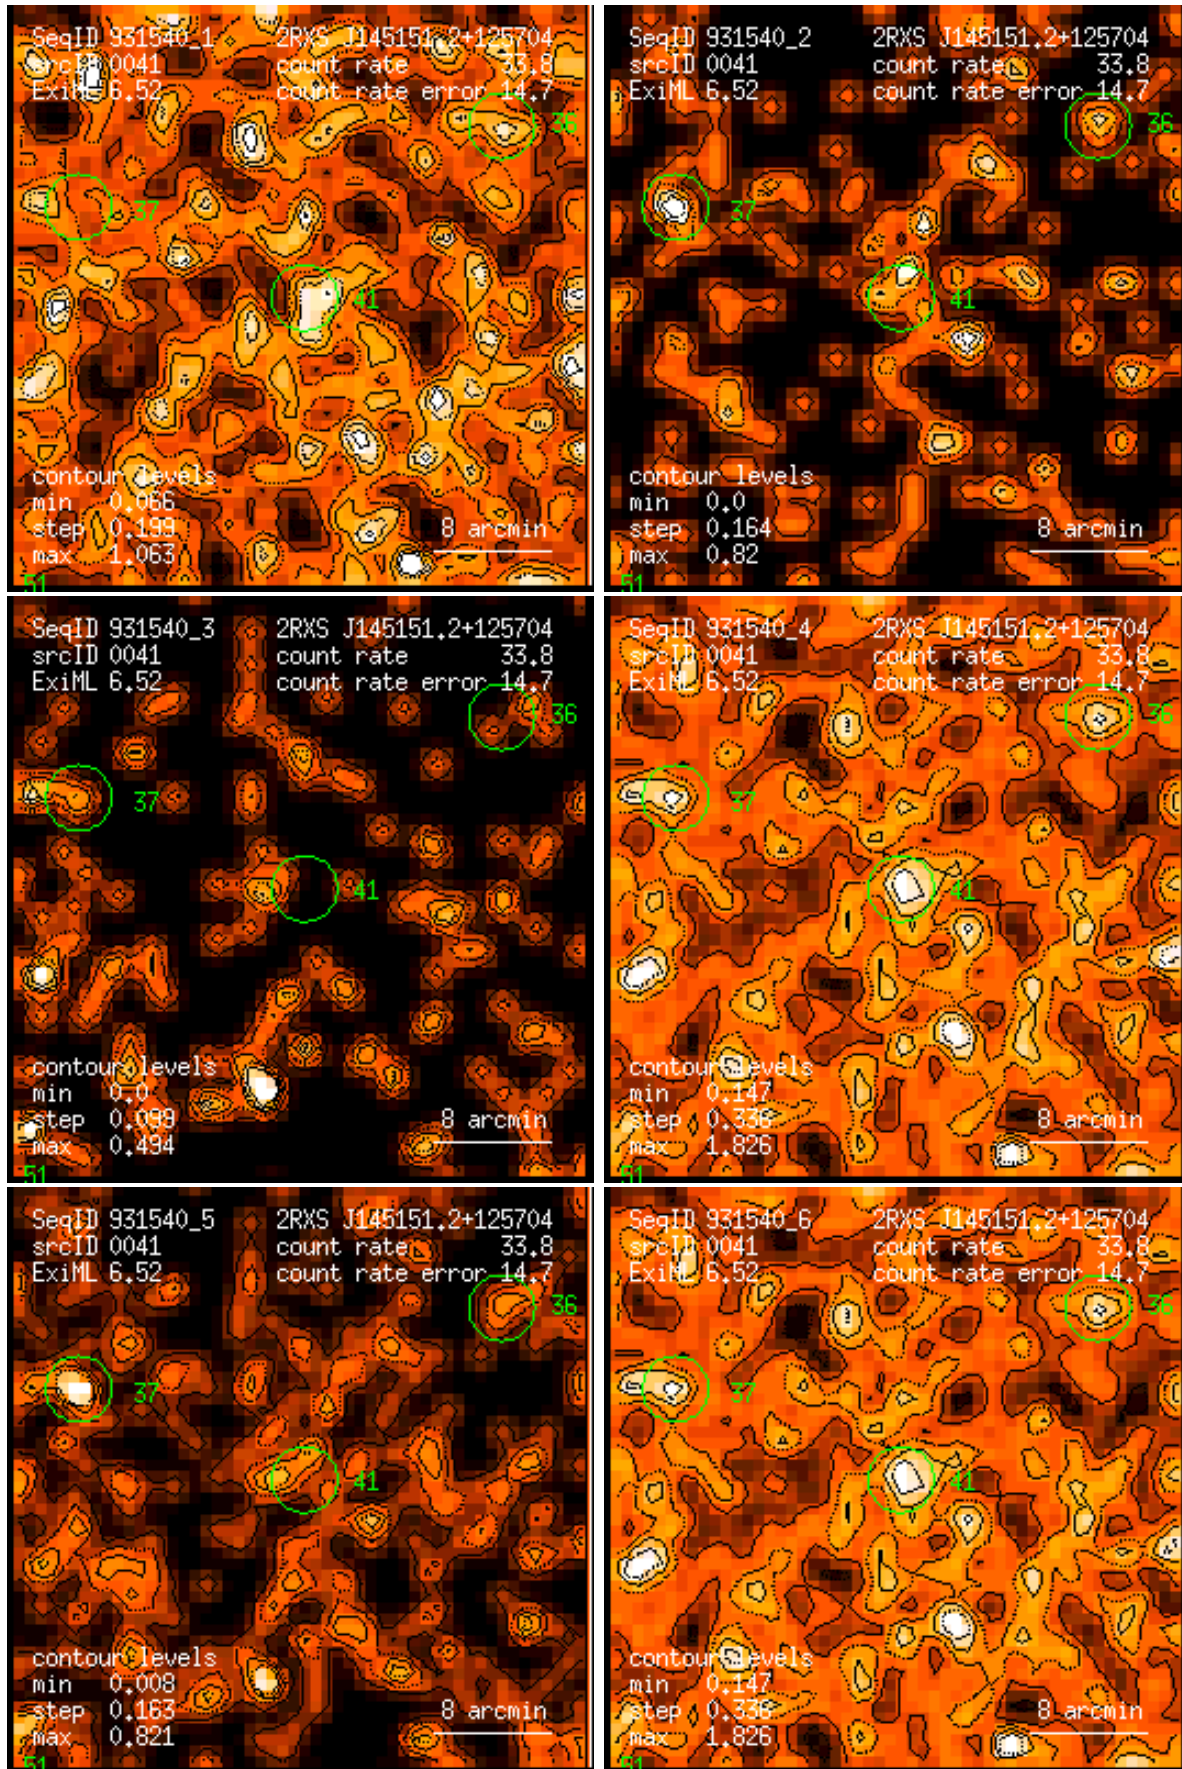 SeqID 931540_1 2RXS J145151.2+125704
srcID 0041 count rate 33.8
ExiML 6.52 count rate error 14.7
36
37
41
contour levels
min 0.066
step 0.199 8 arcmin
max 1.063
51
SeqID 931540_2 2RXS J145151.2+125704
srcID 0041 count rate 33.8
ExiML 6.52 count rate error 14.7
36
37
41
contour levels
min 0.0
step 0.164 8 arcmin
max 0.82
51
SeqID 931540_3 2RXS J145151.2+125704
srcID 0041 count rate 33.8
ExiML 6.52 count rate error 14.7
36
37
41
contour levels
min 0.0
step 0.099 8 arcmin
max 0.494
51
SeqID 931540_4 2RXS J145151.2+125704
srcID 0041 count rate 33.8
ExiML 6.52 count rate error 14.7
36
37
41
contour levels
min 0.147
step 0.336 8 arcmin
max 1.826
51
SeqID 931540_5 2RXS J145151.2+125704
srcID 0041 count rate 33.8
ExiML 6.52 count rate error 14.7
36
37
41
contour levels
min 0.008
step 0.163 8 arcmin
max 0.821
51
SeqID 931540_6 2RXS J145151.2+125704
srcID 0041 count rate 33.8
ExiML 6.52 count rate error 14.7
36
37
41
contour levels
min 0.147
step 0.336 8 arcmin
max 1.826
51